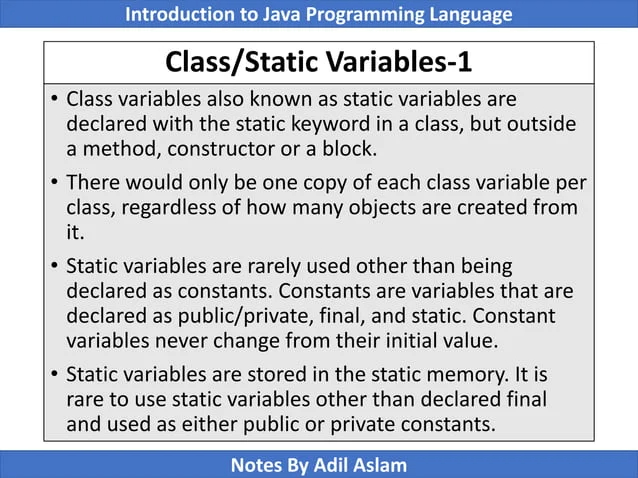 Introduction to Java Programming Language
Class/Static Variables-1
• Class variables also known as static variables are
declared with the static keyword in a class, but outside
a method, constructor or a block.
• There would only be one copy of each class variable per
class, regardless of how many objects are created from
it.
• Static variables are rarely used other than being
declared as constants. Constants are variables that are
declared as public/private, final, and static. Constant
variables never change from their initial value.
• Static variables are stored in the static memory. It is
rare to use static variables other than declared final
and used as either public or private constants.
Notes By Adil Aslam